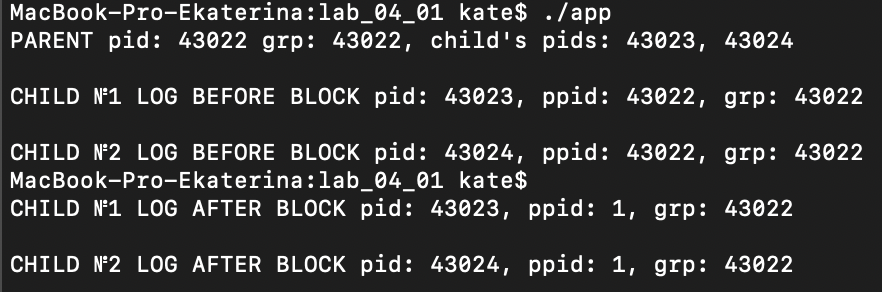 MacBook-Pro-Ekaterina:lab_04_01 kate$ ./app
PARENT pid: 43022 grp: 43022, child's pids: 43023, 43024
CHILD №1 LOG BEFORE BLOCK pid: 43023, ppid: 43022, grp: 43022
CHILD №2 LOG BEFORE BLOCK pid: 43024, ppid: 43022, grp: 43022
MacBook-Pro-Ekaterina:lab_04_01 kate$
CHILD №1 LOG AFTER BLOCK pid: 43023, ppid: 1, grp: 43022
CHILD №2 LOG AFTER BLOCK pid: 43024, ppid: 1, grp: 43022